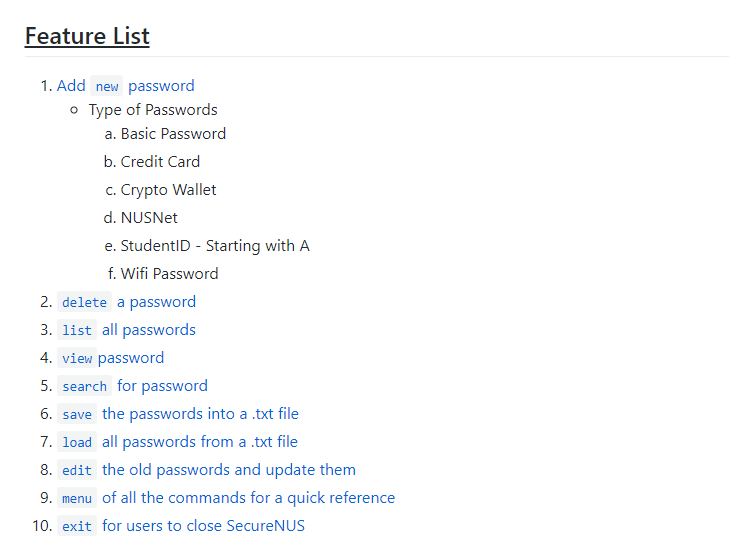 Feature List
1. Add new password
Type of Passwords
a. Basic Password
b. Credit Card
c. Crypto Wallet
d. NUSNet
e. StudentID - Starting with A
f. Wifi Password
2. delete a password
3. list all passwords
4. view password
5. search for password
6. save the passwords into a .txt file
7. load all passwords from a .txt file
8. edit the old passwords and update them
9. menu of all the commands for a quick reference
10. exit for users to close SecureNUS